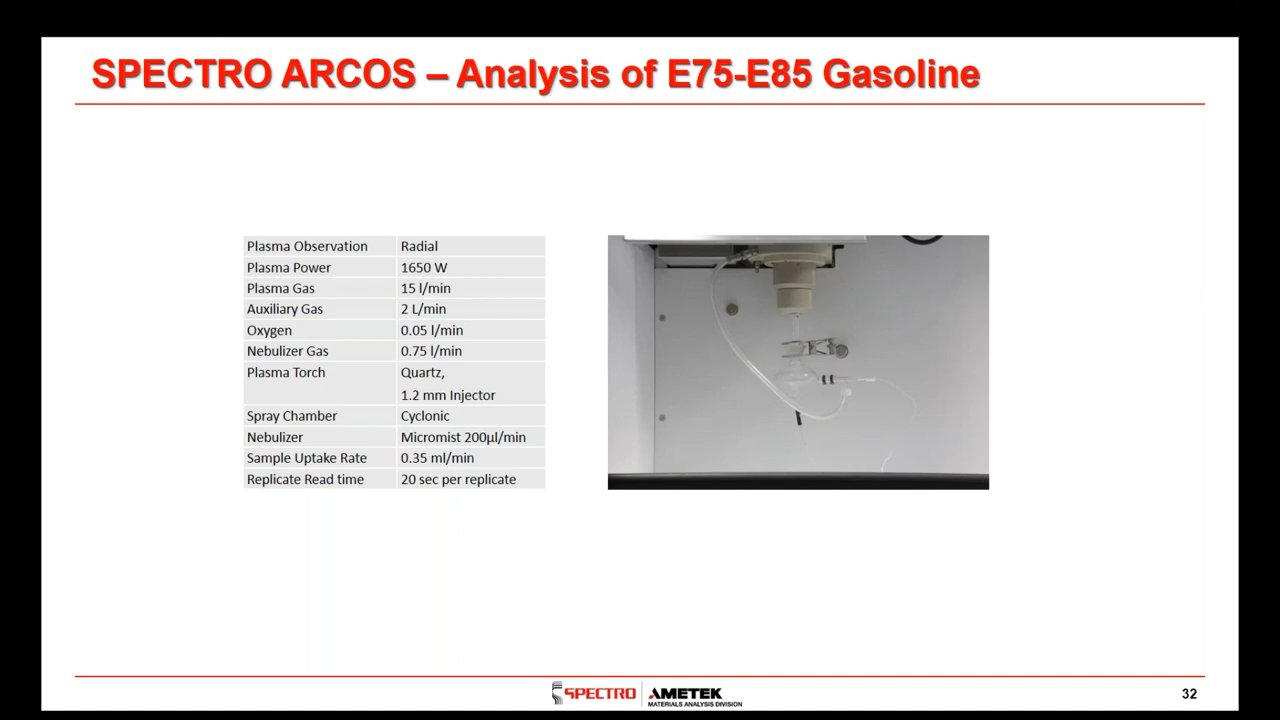 SPECTRO ARCOS – Analysis of E75-E85 Gasoline
Plasma Observation Radial
Plasma Power 1650 W
Plasma Gas 15 l/min
Auxiliary Gas 2 L/min
Oxygen 0.05 l/min
Nebulizer Gas 0.75 l/min
Plasma Torch Quartz,
1.2 mm Injector
Spray Chamber Cyclonic
Nebulizer Micromist 200µl/min
Sample Uptake Rate 0.35 ml/min
Replicate Read time 20 sec per replicate
SPECTRO AMETEK
MATERIALS ANALYSIS DIVISION
32